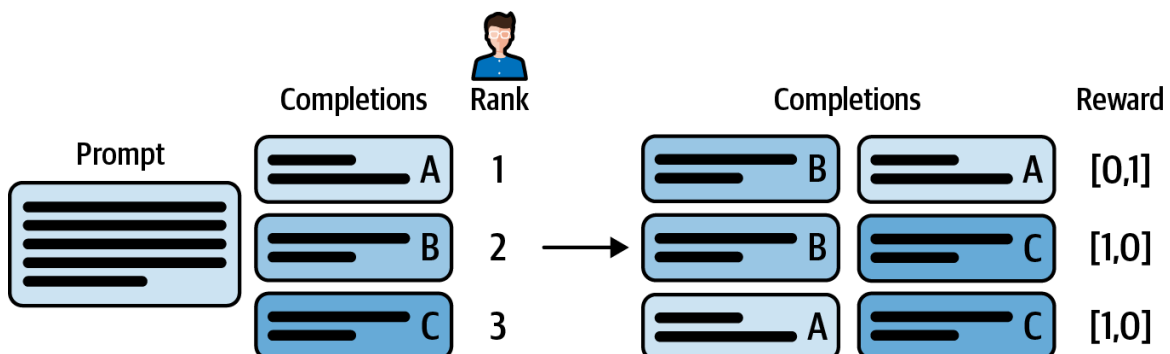 Completions Rank Completions Reward
Prompt
A 1 B A [0,1]
B 2 B C [1,0]
C 3 A C [1,0]